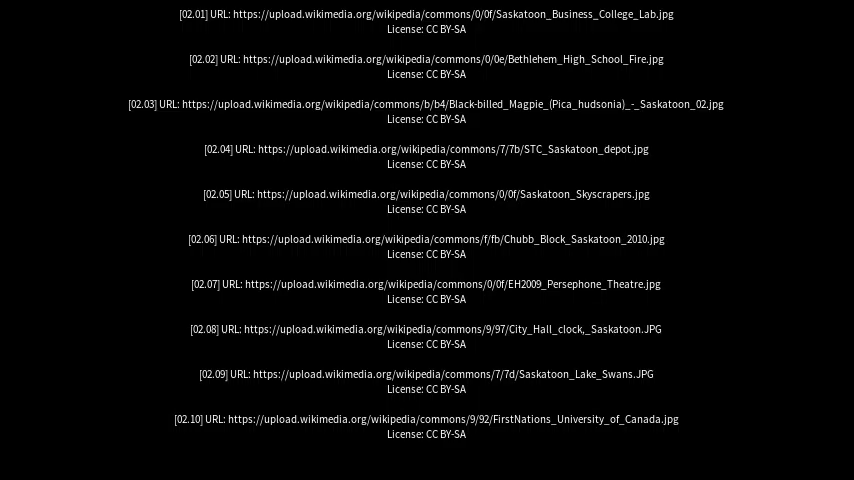 [02.01] URL: https://upload.wikimedia.org/wikipedia/commons/0/0f/Saskatoon_Business_College_Lab.jpg
License: CC BY-SA
[02.02] URL: https://upload.wikimedia.org/wikipedia/commons/0/0e/Bethlehem_High_School_Fire.jpg
License: CC BY-SA
[02.03] URL: https://upload.wikimedia.org/wikipedia/commons/b/b4/Black-billed_Magpie_(Pica_hudsonia)_-_Saskatoon_02.jpg
License: CC BY-SA
[02.04] URL: https://upload.wikimedia.org/wikipedia/commons/7/7b/STC_Saskatoon_depot.jpg
License: CC BY-SA
[02.05] URL: https://upload.wikimedia.org/wikipedia/commons/0/0f/Saskatoon_Skyscrapers.jpg
License: CC BY-SA
[02.06] URL: https://upload.wikimedia.org/wikipedia/commons/f/fb/Chubb_Block_Saskatoon_2010.jpg
License: CC BY-SA
[02.07] URL: https://upload.wikimedia.org/wikipedia/commons/0/0f/EH2009_Persephone_Theatre.jpg
License: CC BY-SA
[02.08] URL: https://upload.wikimedia.org/wikipedia/commons/9/97/City_Hall_clock,_Saskatoon.JPG
License: CC BY-SA
[02.09] URL: https://upload.wikimedia.org/wikipedia/commons/7/7d/Saskatoon_Lake_Swans.JPG
License: CC BY-SA
[02.10] URL: https://upload.wikimedia.org/wikipedia/commons/9/92/FirstNations_University_of_Canada.jpg
License: CC BY-SA